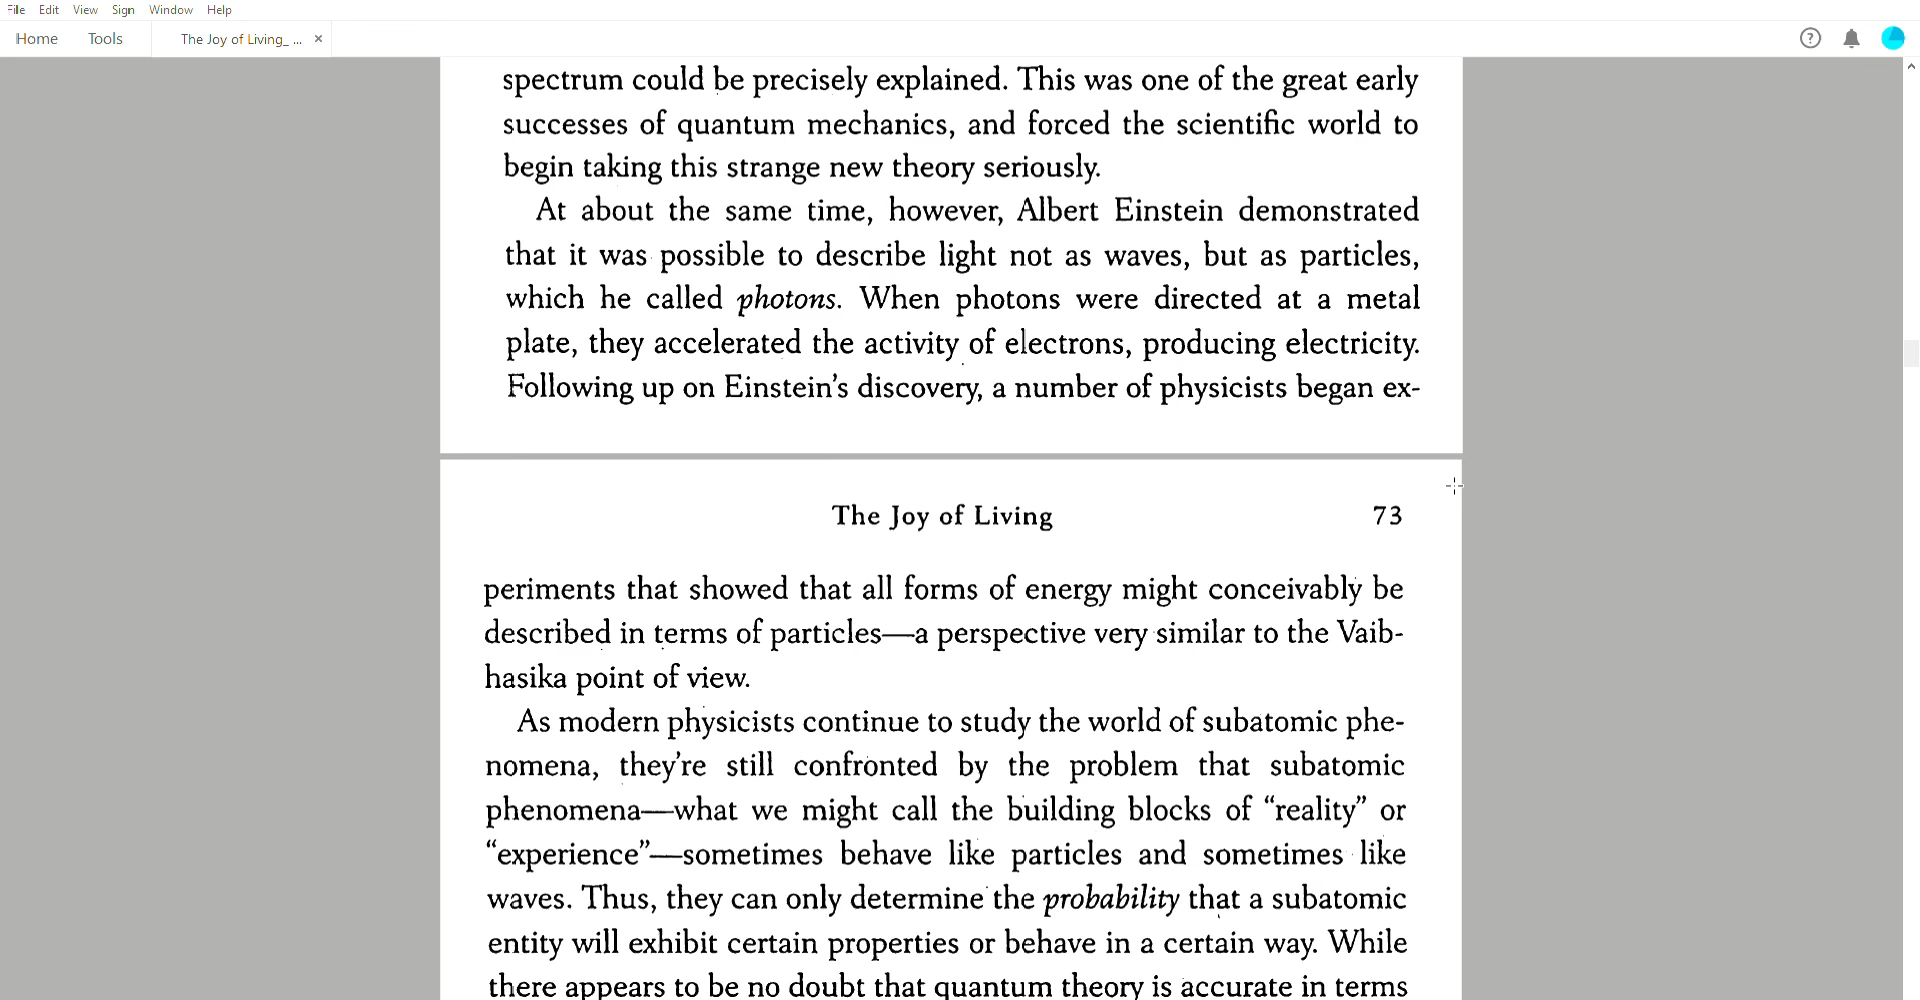 File Edit View Sign Window Help
Home Tools The Joy of Living_ ... ×
spectrum could be precisely explained. This was one of the great early
successes of quantum mechanics, and forced the scientific world to
begin taking this strange new theory seriously.
At about the same time, however, Albert Einstein demonstrated
that it was possible to describe light not as waves, but as particles,
which he called photons. When photons were directed at a metal
plate, they accelerated the activity of electrons, producing electricity.
Following up on Einstein's discovery, a number of physicists began ex-
The Joy of Living 73
periments that showed that all forms of energy might conceivably be
described in terms of particles—a perspective very similar to the Vaib-
hasika point of view.
As modern physicists continue to study the world of subatomic phe-
nomena, they're still confronted by the problem that subatomic
phenomena—what we might call the building blocks of “reality” or
“experience”—sometimes behave like particles and sometimes like
waves. Thus, they can only determine the probability that a subatomic
entity will exhibit certain properties or behave in a certain way. While
there appears to be no doubt that quantum theory is accurate in terms